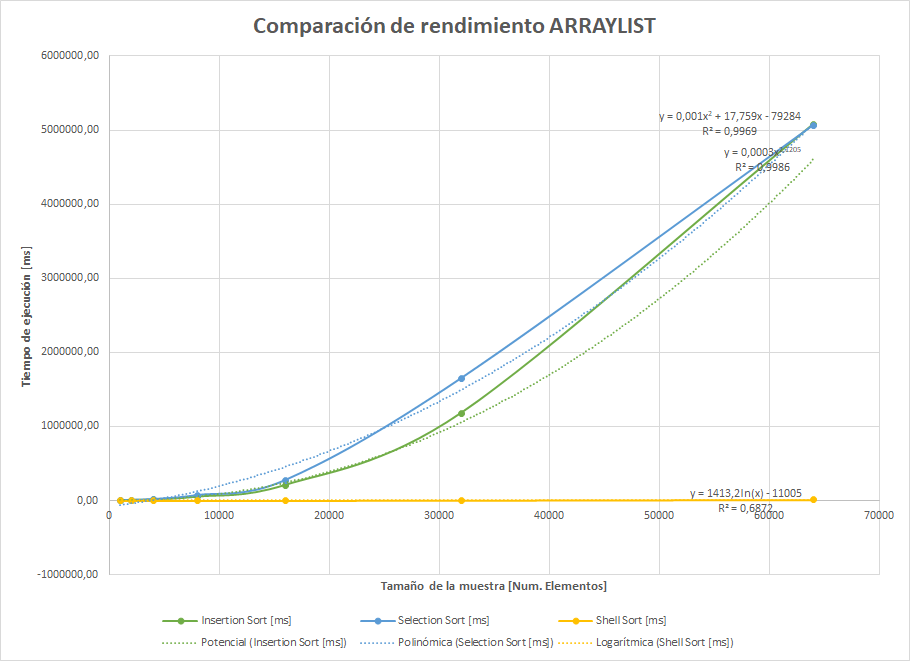 Comparación de rendimiento ARRAYLIST
6000000,00
5000000,00
4000000,00
3000000,00
2000000,00
1000000,00
0,00
-1000000,00
Tiempo de ejecución [ms]
y = 0,001x² + 17,759x - 79284
R² = 0,9969
y = 0,0003x
R² = 0,9986
y = 1413,2ln(x) - 11005
R² = 0,6872
0 10000 20000 30000 40000 50000 60000 70000
Tamaño de la muestra [Num. Elementos]
Insertion Sort [ms] Selection Sort [ms] Shell Sort [ms]
Potencial (Insertion Sort [ms]) Polinómica (Selection Sort [ms]) Logarítmica (Shell Sort [ms])